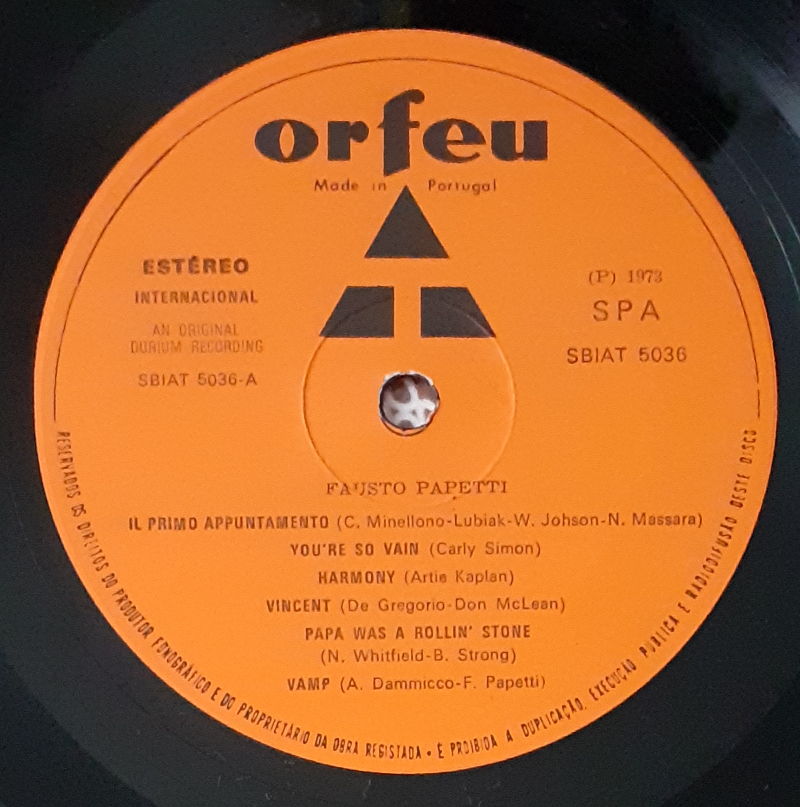 orfeu
Made in Portugal
ESTÉREO
INTERNACIONAL
AN ORIGINAL
DURIUM RECORDING
SBIAT 5036-A
(P) 1973
SPA
SBIAT 5036
FAUSTO PAPETTI
IL PRIMO APPUNTAMENTO (C. Minellono-Lubiak-W. Johson-N. Massara)
YOU'RE SO VAIN (Carly Simon)
HARMONY (Artie Kaplan)
VINCENT (De Gregorio-Don McLean)
PAPA WAS A ROLLIN' STONE
(N. Whitfield-B. Strong)
VAMP (A. Dammicco-F. Papetti)
RESERVADOS OS DIREITOS DO PRODUTOR FONOGRÁFICO E DO PROPRIETÁRIO DA OBRA REGISTADA • É PROIBIDA A DUPLICAÇÃO, EXECUÇÃO PUBLICA E RADIODIFUSÃO DESTE DISCO